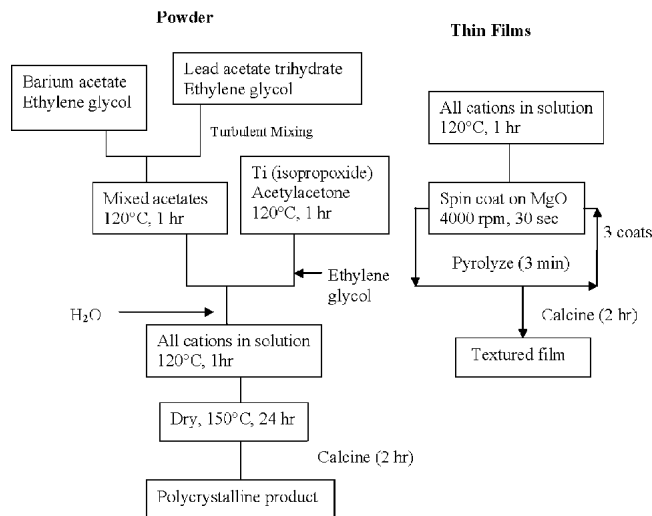 Powder
Barium acetate
Ethylene glycol
Lead acetate trihydrate
Ethylene glycol
Turbulent Mixing
Mixed acetates
120°C, 1 hr
Ti (isopropoxide)
Acetylacetone
120°C, 1 hr
Ethylene
glycol
H₂O
All cations in solution
120°C, 1hr
Dry, 150°C, 24 hr
Calcine (2 hr)
Polycrystalline product
Thin Films
All cations in solution
120°C, 1 hr
Spin coat on MgO
4000 rpm, 30 sec
3 coats
Pyrolyze (3 min)
Calcine (2 hr)
Textured film